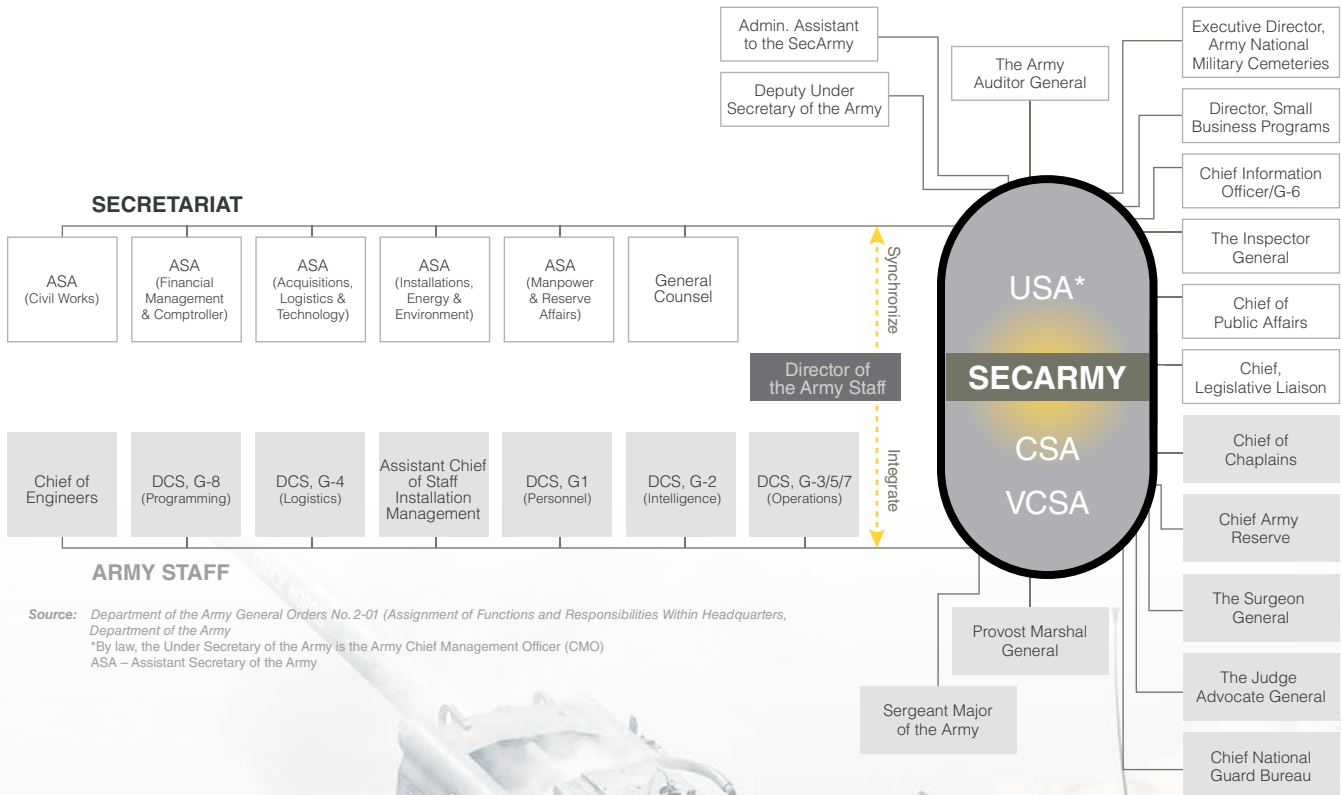 Admin. Assistant
to the SecArmy
Deputy Under
Secretary of the Army
The Army
Auditor General
Executive Director,
Army National
Military Cemeteries
Director, Small
Business Programs
Chief Information
Officer/G-6
The Inspector
General
Chief of
Public Affairs
Chief,
Legislative Liaison
SECRETARIAT
ASA
(Civil Works)
ASA
(Financial
Management
& Comptroller)
ASA
(Acquisitions,
Logistics &
Technology)
ASA
(Installations,
Energy &
Environment)
ASA
(Manpower
& Reserve
Affairs)
General
Counsel
Synchronize
Director of
the Army Staff
Integrate
USA*
SECARMY
CSA
VCSA
Chief of
Engineers
DCS, G-8
(Programming)
DCS, G-4
(Logistics)
Assistant Chief
of Staff
Installation
Management
DCS, G1
(Personnel)
DCS, G-2
(Intelligence)
DCS, G-3/5/7
(Operations)
ARMY STAFF
Chief of
Chaplains
Chief Army
Reserve
The Surgeon
General
The Judge
Advocate General
Chief National
Guard Bureau
Provost Marshal
General
Sergeant Major
of the Army
Source: Department of the Army General Orders No. 2-01 (Assignment of Functions and Responsibilities Within Headquarters,
Department of the Army
*By law, the Under Secretary of the Army is the Army Chief Management Officer (CMO)
ASA – Assistant Secretary of the Army